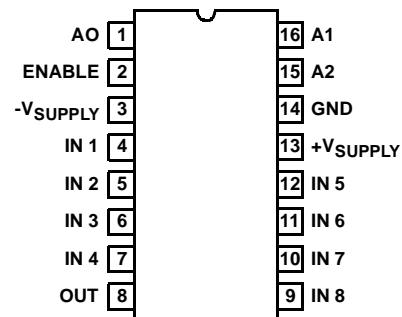 AO 1 16 A1
ENABLE 2 15 A2
-VSUPPLY 3 14 GND
IN 1 4 13 +VSUPPLY
IN 2 5 12 IN 5
IN 3 6 11 IN 6
IN 4 7 10 IN 7
OUT 8 9 IN 8